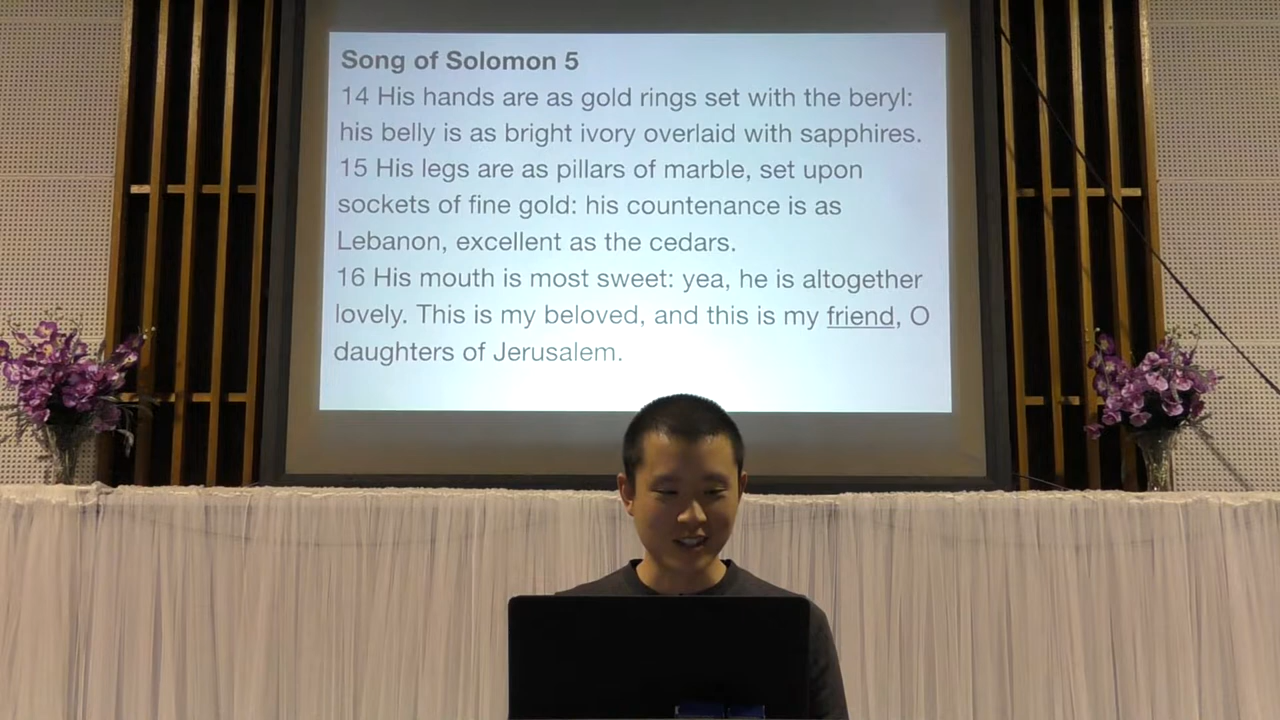 Song of Solomon 5
14 His hands are as gold rings set with the beryl:
his belly is as bright ivory overlaid with sapphires.
15 His legs are as pillars of marble, set upon
sockets of fine gold: his countenance is as
Lebanon, excellent as the cedars.
16 His mouth is most sweet: yea, he is altogether
lovely. This is my beloved, and this is my friend, O
daughters of Jerusalem.